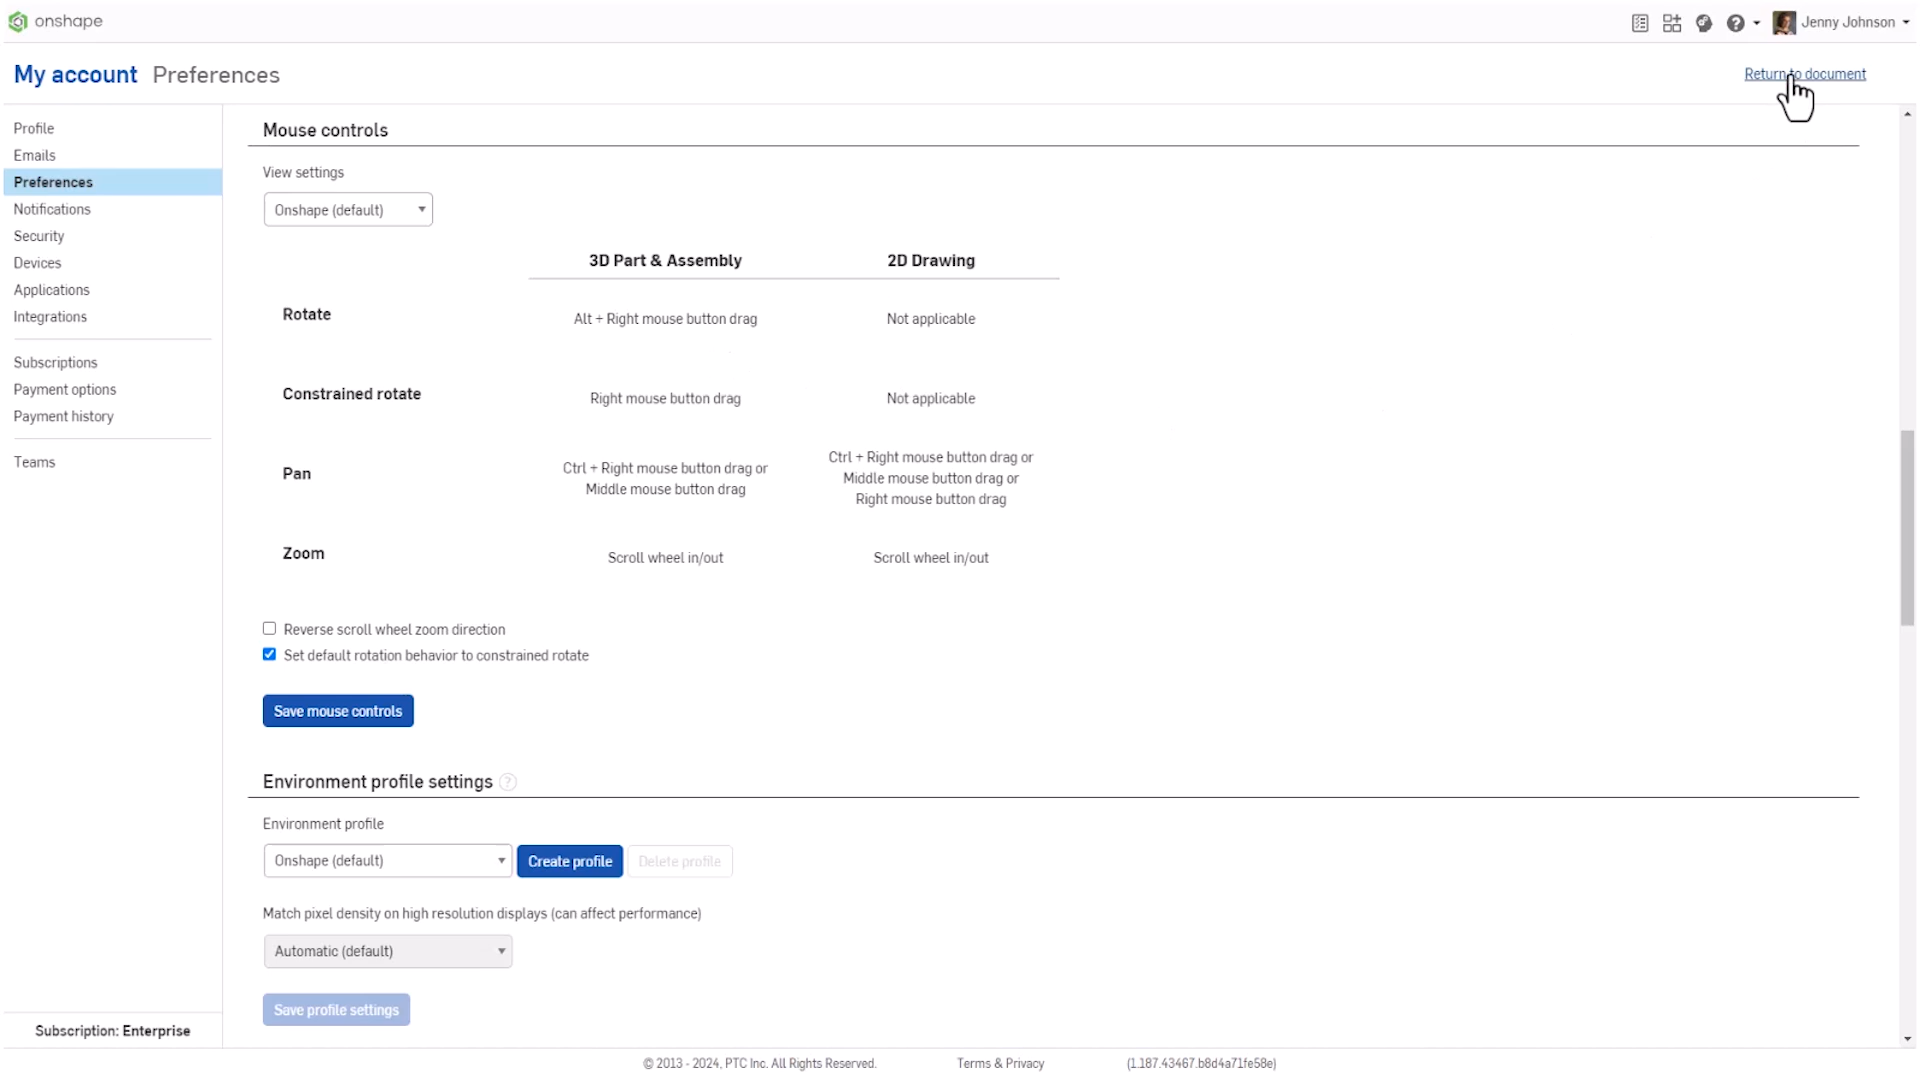 onshape
Jenny Johnson
My account Preferences
Return to document
Profile
Emails
Preferences
Notifications
Security
Devices
Applications
Integrations
Subscriptions
Payment options
Payment history
Teams
Subscription: Enterprise
Mouse controls
View settings
Onshape (default)
3D Part & Assembly 2D Drawing
Rotate
Alt + Right mouse button drag
Not applicable
Constrained rotate
Right mouse button drag
Not applicable
Pan
Ctrl + Right mouse button drag or
Middle mouse button drag
Ctrl + Right mouse button drag or
Middle mouse button drag or
Right mouse button drag
Zoom
Scroll wheel in/out
Scroll wheel in/out
Reverse scroll wheel zoom direction
Set default rotation behavior to constrained rotate
Save mouse controls
Environment profile settings ?
Environment profile
Onshape (default)
Create profile
Delete profile
Match pixel density on high resolution displays (can affect performance)
Automatic (default)
Save profile settings
© 2013 - 2024, PTC Inc. All Rights Reserved. Terms & Privacy (1.187.43467.b8d4a71fe58e)